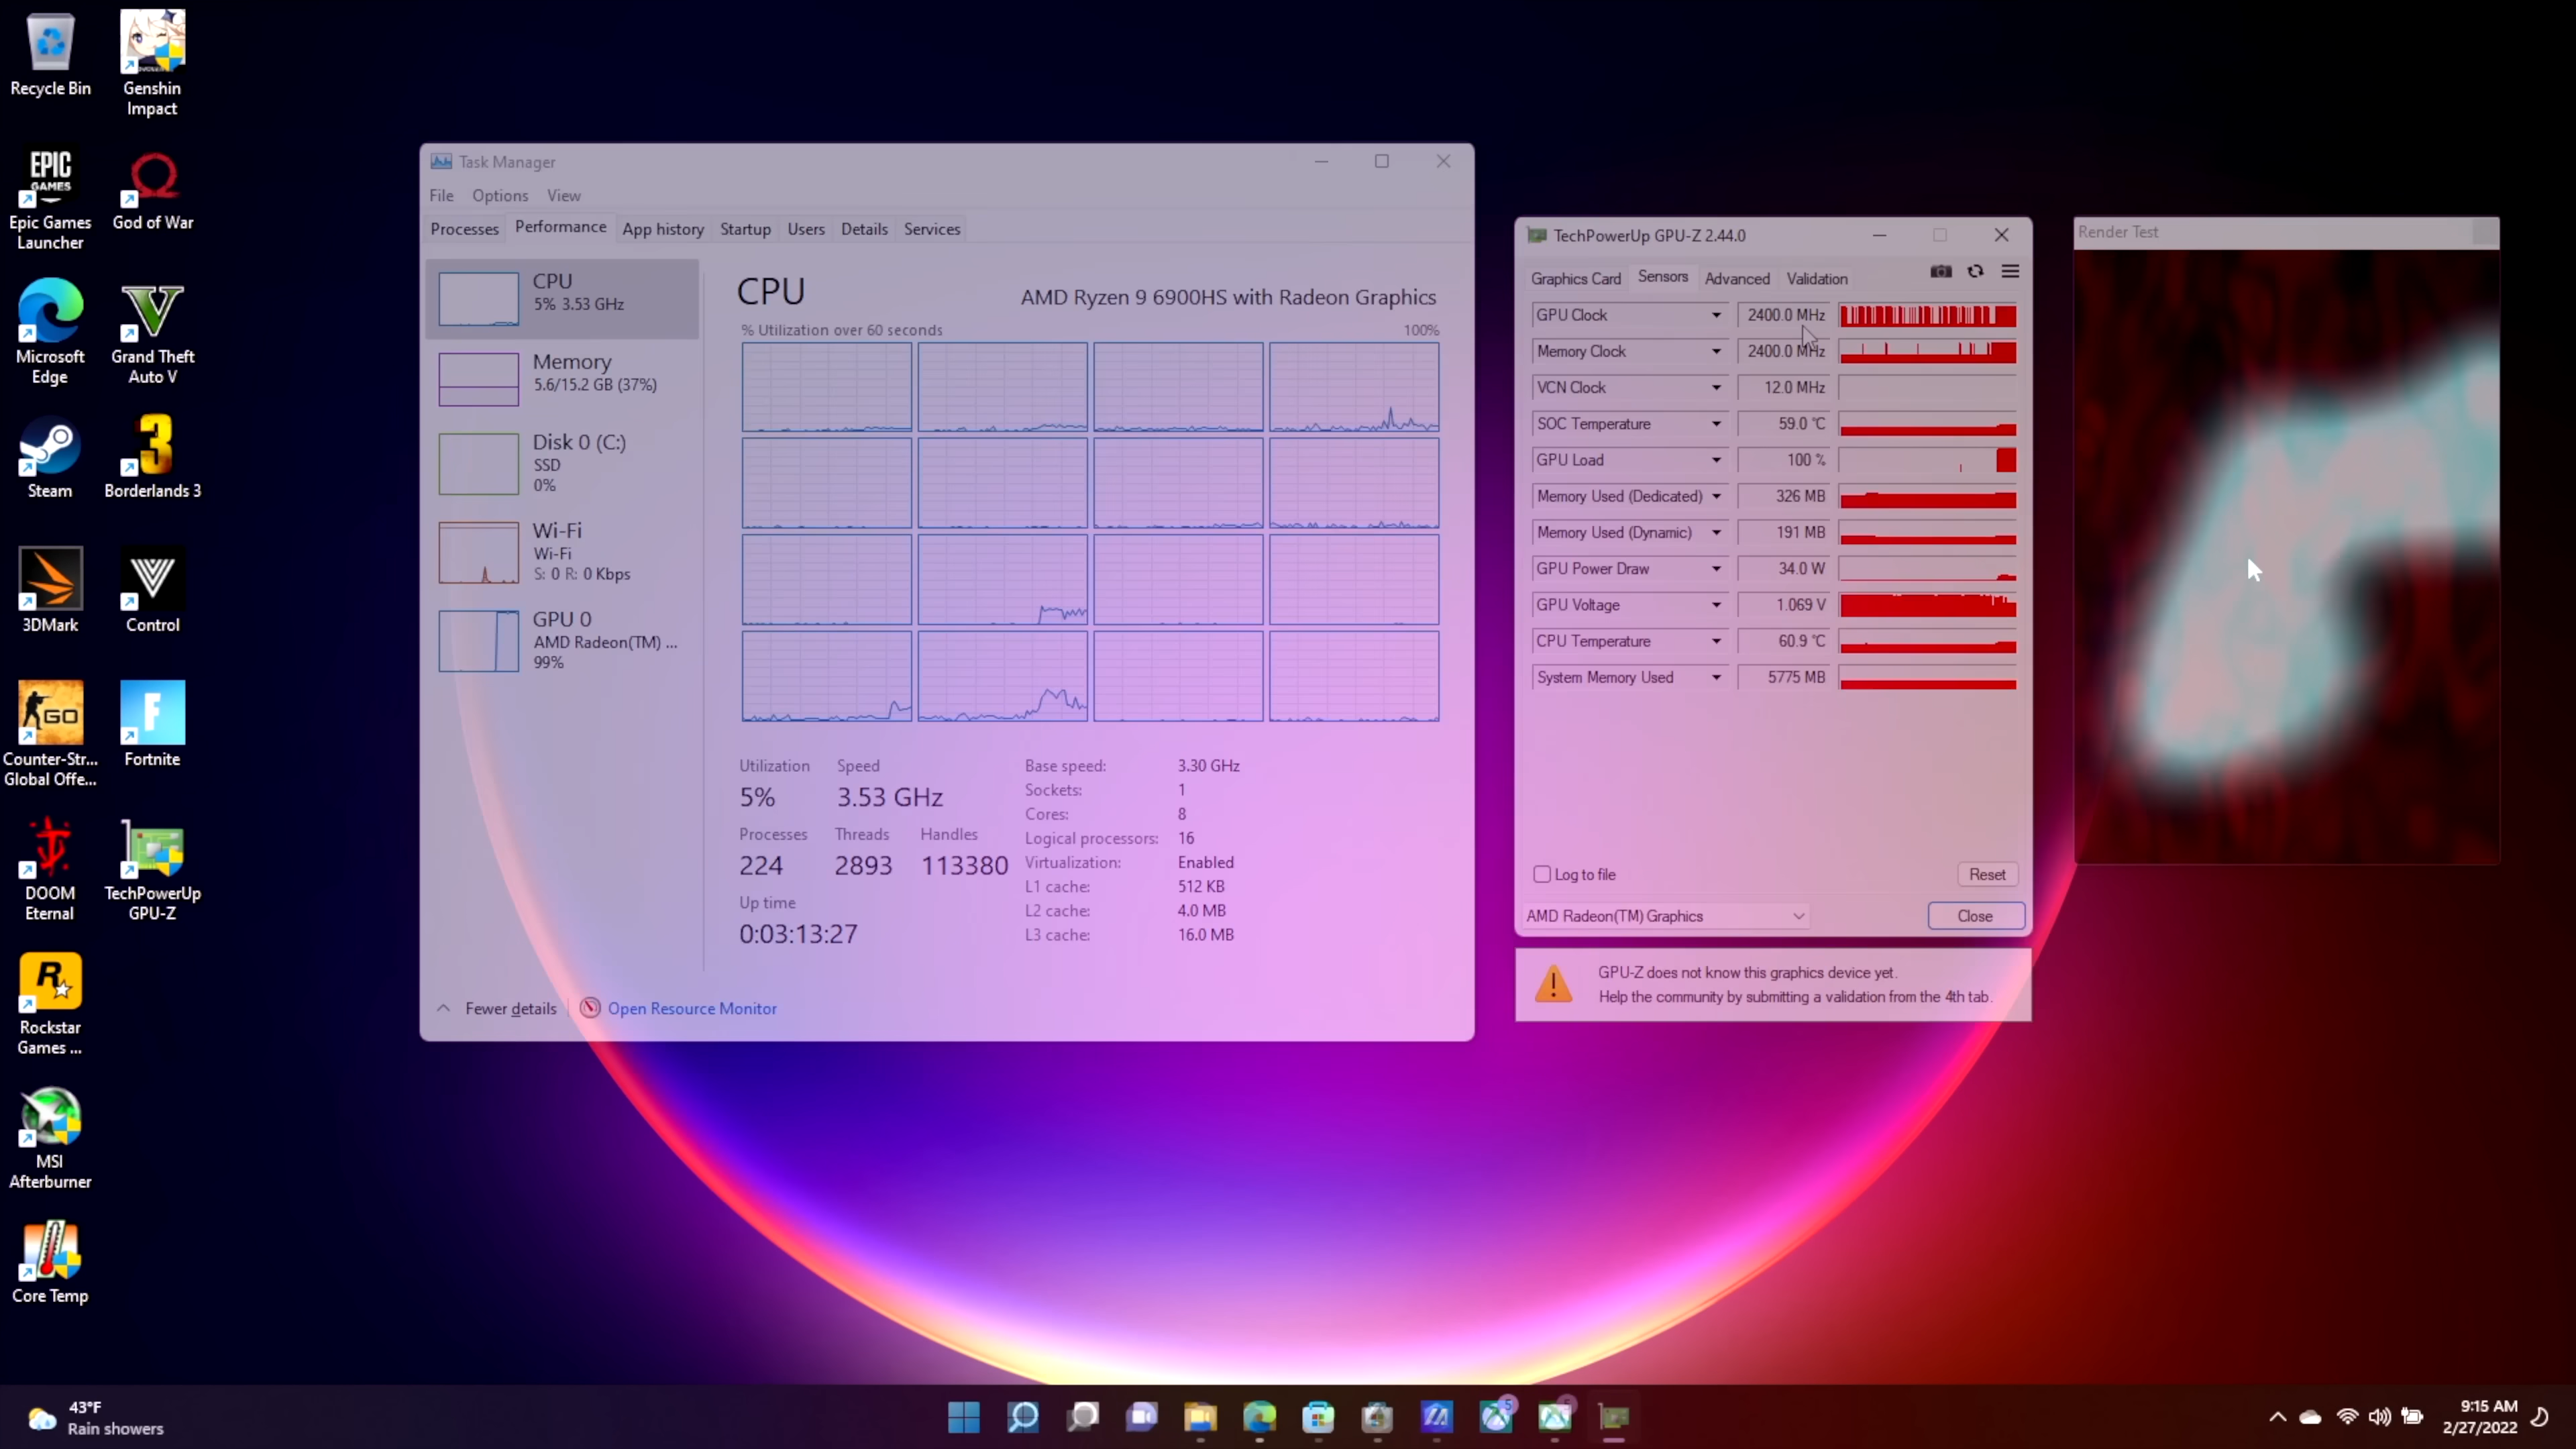 Recycle Bin
Genshin
Impact
EPIC
GAMES
Epic Games
Launcher
God of War
Microsoft
Edge
Grand Theft
Auto V
Steam
3
Borderlands 3
3DMark
Control
GO
Counter-Str...
Global Offe...
F
Fortnite
DOOM
Eternal
TechPowerUp
GPU-Z
R
Rockstar
Games ...
MSI
Afterburner
Core Temp
Task Manager
File Options View
Processes Performance App history Startup Users Details Services
CPU
5% 3.53 GHz
Memory
5.6/15.2 GB (37%)
Disk 0 (C:)
SSD
0%
Wi-Fi
Wi-Fi
S: 0 R: 0 Kbps
GPU 0
AMD Radeon(TM) ...
99%
CPU AMD Ryzen 9 6900HS with Radeon Graphics
% Utilization over 60 seconds 100%
Utilization Speed
5% 3.53 GHz
Processes Threads Handles
224 2893 113380
Up time
0:03:13:27
Base speed: 3.30 GHz
Sockets: 1
Cores: 8
Logical processors: 16
Virtualization: Enabled
L1 cache: 512 KB
L2 cache: 4.0 MB
L3 cache: 16.0 MB
Fewer details Open Resource Monitor
TechPowerUp GPU-Z 2.44.0
Graphics Card Sensors Advanced Validation
GPU Clock 2400.0 MHz
Memory Clock 2400.0 MHz
VCN Clock 12.0 MHz
SOC Temperature 59.0 °C
GPU Load 100 %
Memory Used (Dedicated) 326 MB
Memory Used (Dynamic) 191 MB
GPU Power Draw 34.0 W
GPU Voltage 1.069 V
CPU Temperature 60.9 °C
System Memory Used 5775 MB
Log to file Reset
AMD Radeon(TM) Graphics Close
GPU-Z does not know this graphics device yet.
Help the community by submitting a validation from the 4th tab.
Render Test
43°F
Rain showers
5
9:15 AM
2/27/2022